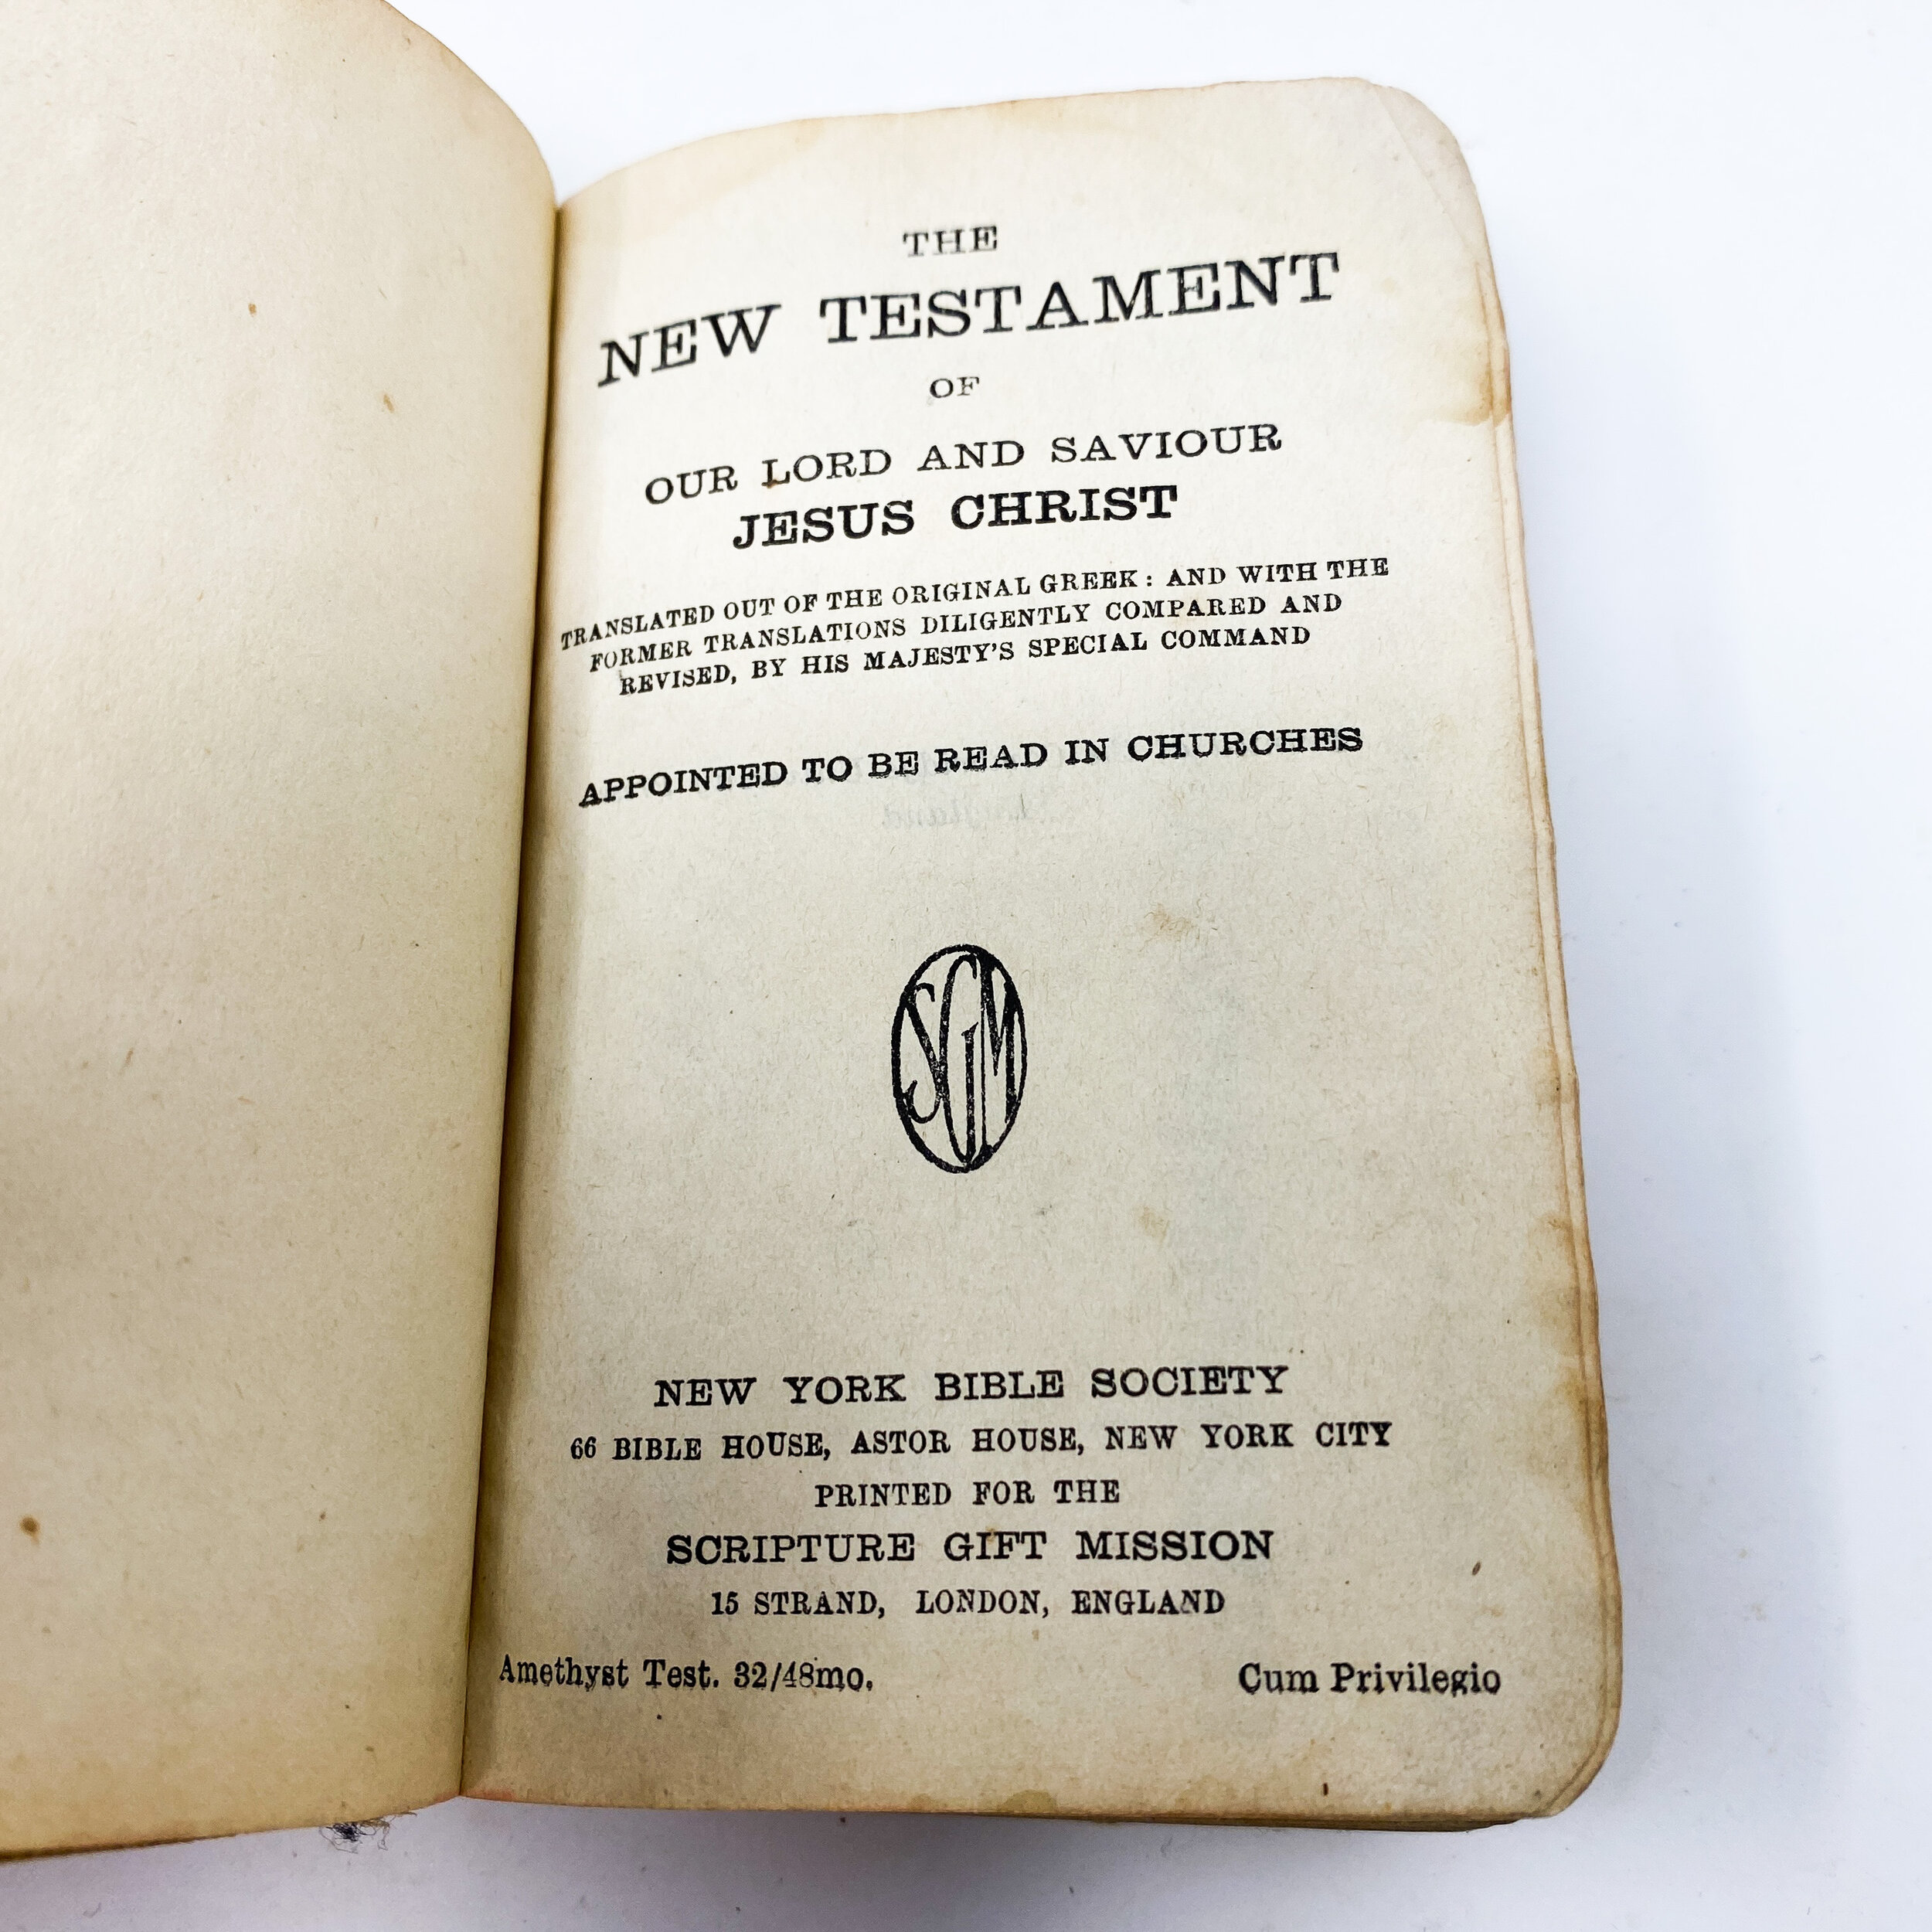 THE
NEW TESTAMENT
OF
OUR LORD AND SAVIOUR
JESUS CHRIST
TRANSLATED OUT OF THE ORIGINAL GREEK : AND WITH THE
FORMER TRANSLATIONS DILIGENTLY COMPARED AND
REVISED, BY HIS MAJESTY'S SPECIAL COMMAND
APPOINTED TO BE READ IN CHURCHES
SGM
NEW YORK BIBLE SOCIETY
66 BIBLE HOUSE, ASTOR HOUSE, NEW YORK CITY
PRINTED FOR THE
SCRIPTURE GIFT MISSION
15 STRAND, LONDON, ENGLAND
Amethyst Test. 32/48mo. Cum Privilegio